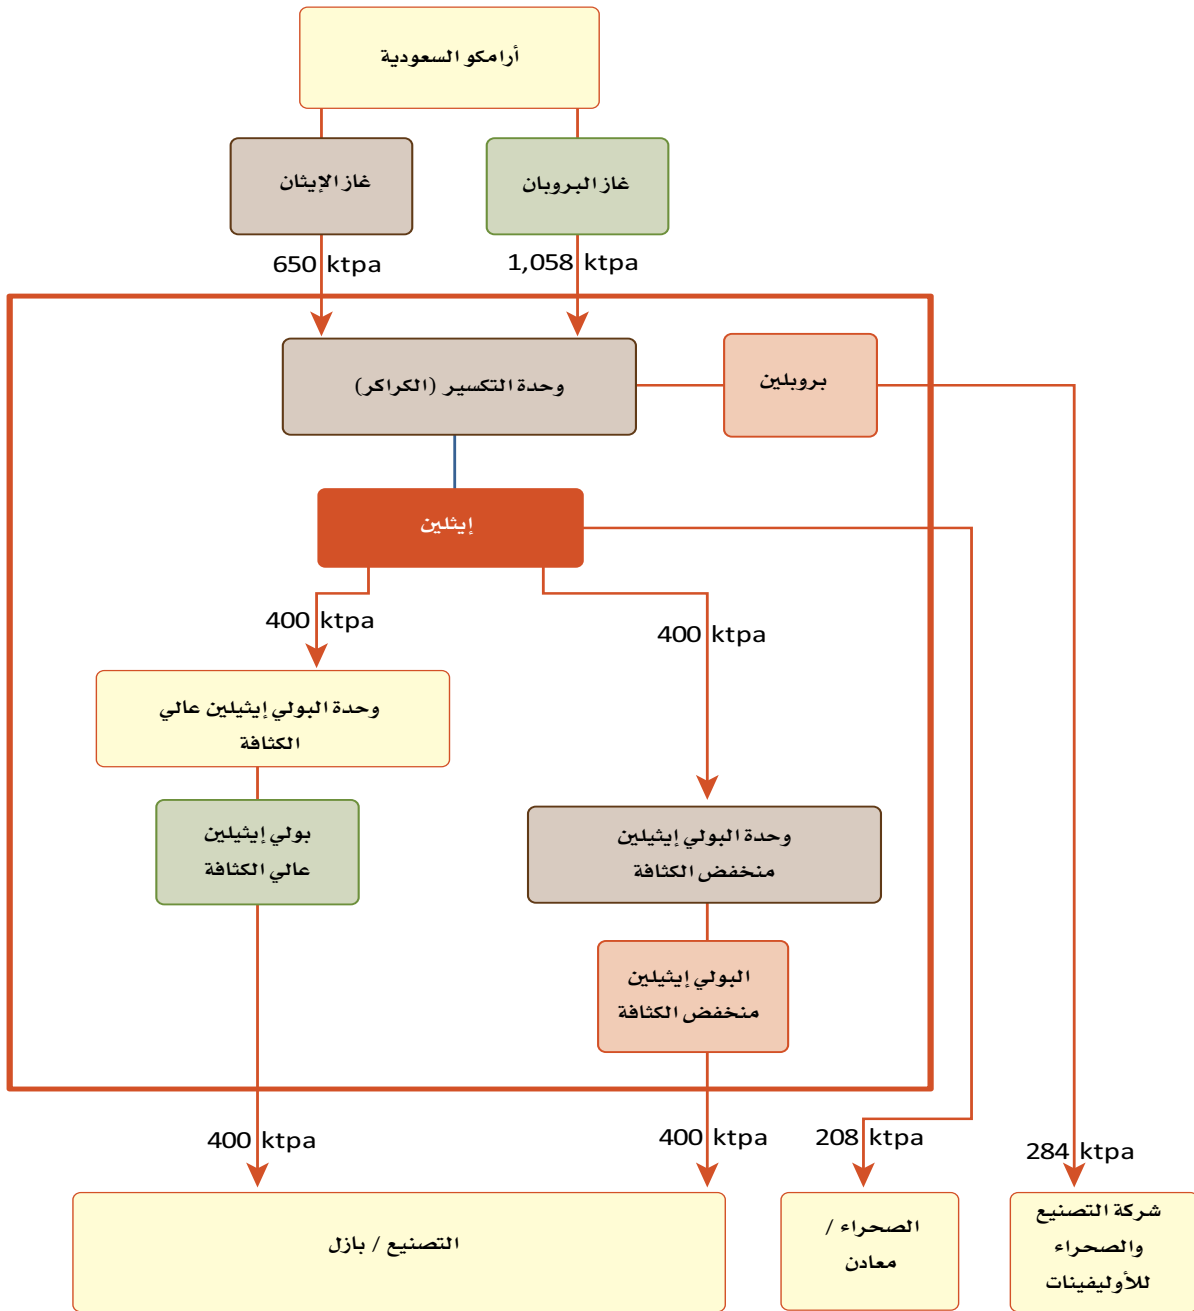 أرامكو السعودية
غاز البروبان
غاز الإيثان
1,058 ktpa
650 ktpa
وحدة التكسير (الكراكر)
بروبلين
إيثلين
400 ktpa
400 ktpa
وحدة البولي إيثيلين عالي
الكثافة
بولي إيثيلين
عالي الكثافة
وحدة البولي إيثيلين
منخفض الكثافة
البولي إيثيلين
منخفض الكثافة
400 ktpa
400 ktpa
208 ktpa
284 ktpa
التصنيع / بازل
الصحراء /
معادن
شركة التصنيع
والصحراء
للأوليفينات